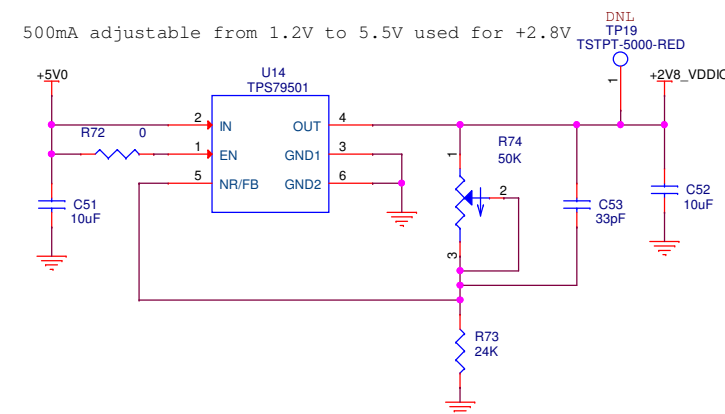 500mA adjustable from 1.2V to 5.5V used for +2.8V
DNL
TP19
TSTPT-5000-RED
1
+5V0
U14
TPS79501
+2V8_VDDIO
R72
0
2
IN
OUT
4
1
EN
GND1
3
5
NR/FB
GND2
6
R74
50K
1
2
3
C51
10uF
C53
33pF
C52
10uF
R73
24K